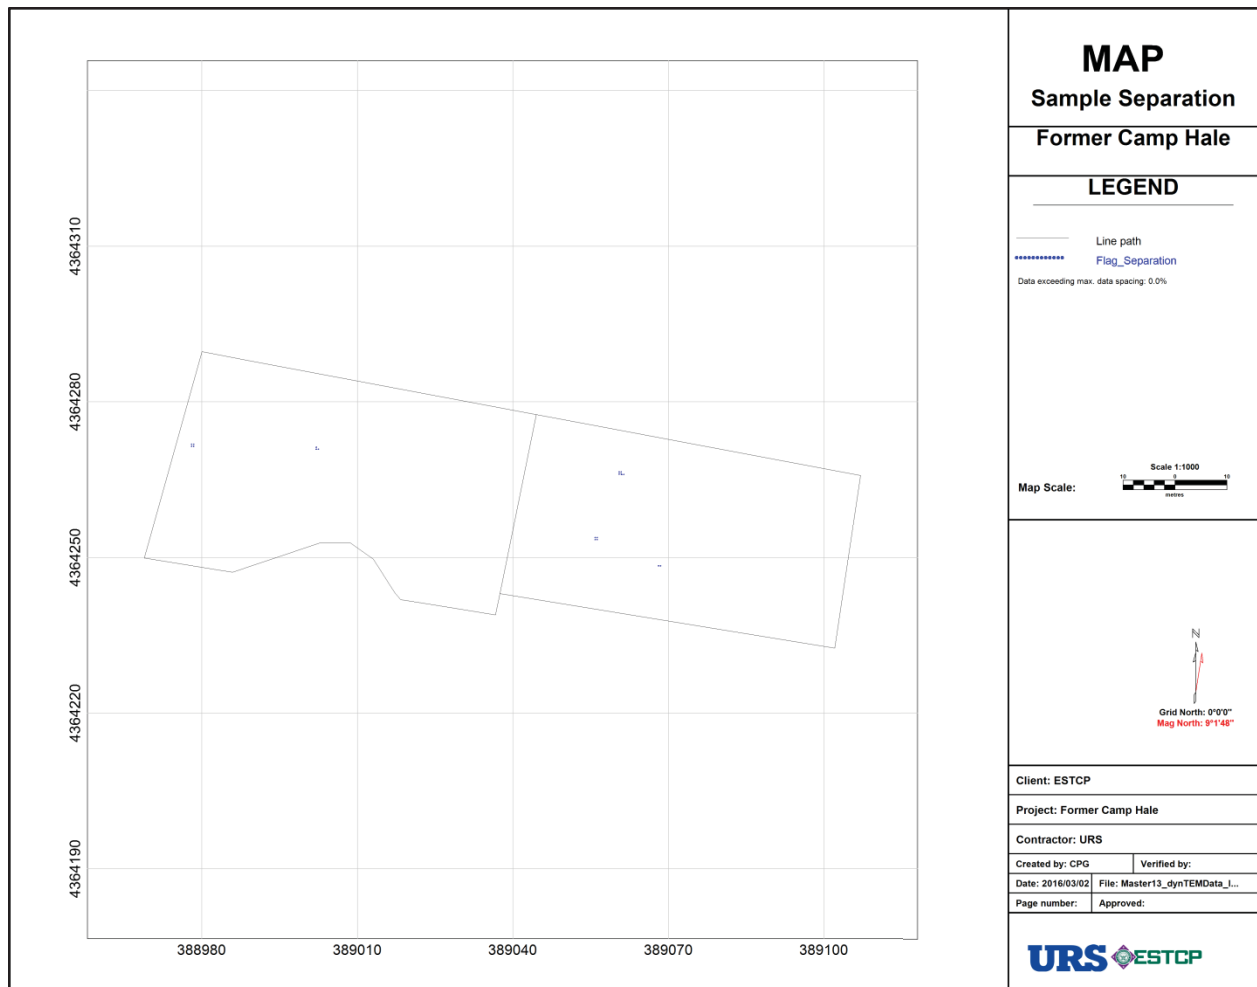 MAP
Sample Separation
Former Camp Hale
LEGEND
Line path
Flag_Separation
Data exceeding max. data spacing: 0.0%
4364310
4364280
4364250
4364220
4364190
388980
389010
389040
389070
389100
Scale 1:1000
Map Scale:
10 0 10
metres
N
Grid North: 0°0'0"
Mag North: 9°1'48"
Client: ESTCP
Project: Former Camp Hale
Contractor: URS
Created by: CPG Verified by:
Date: 2016/03/02 File: Master13_dynTEMData_l...
Page number: Approved:
URS ESTCP